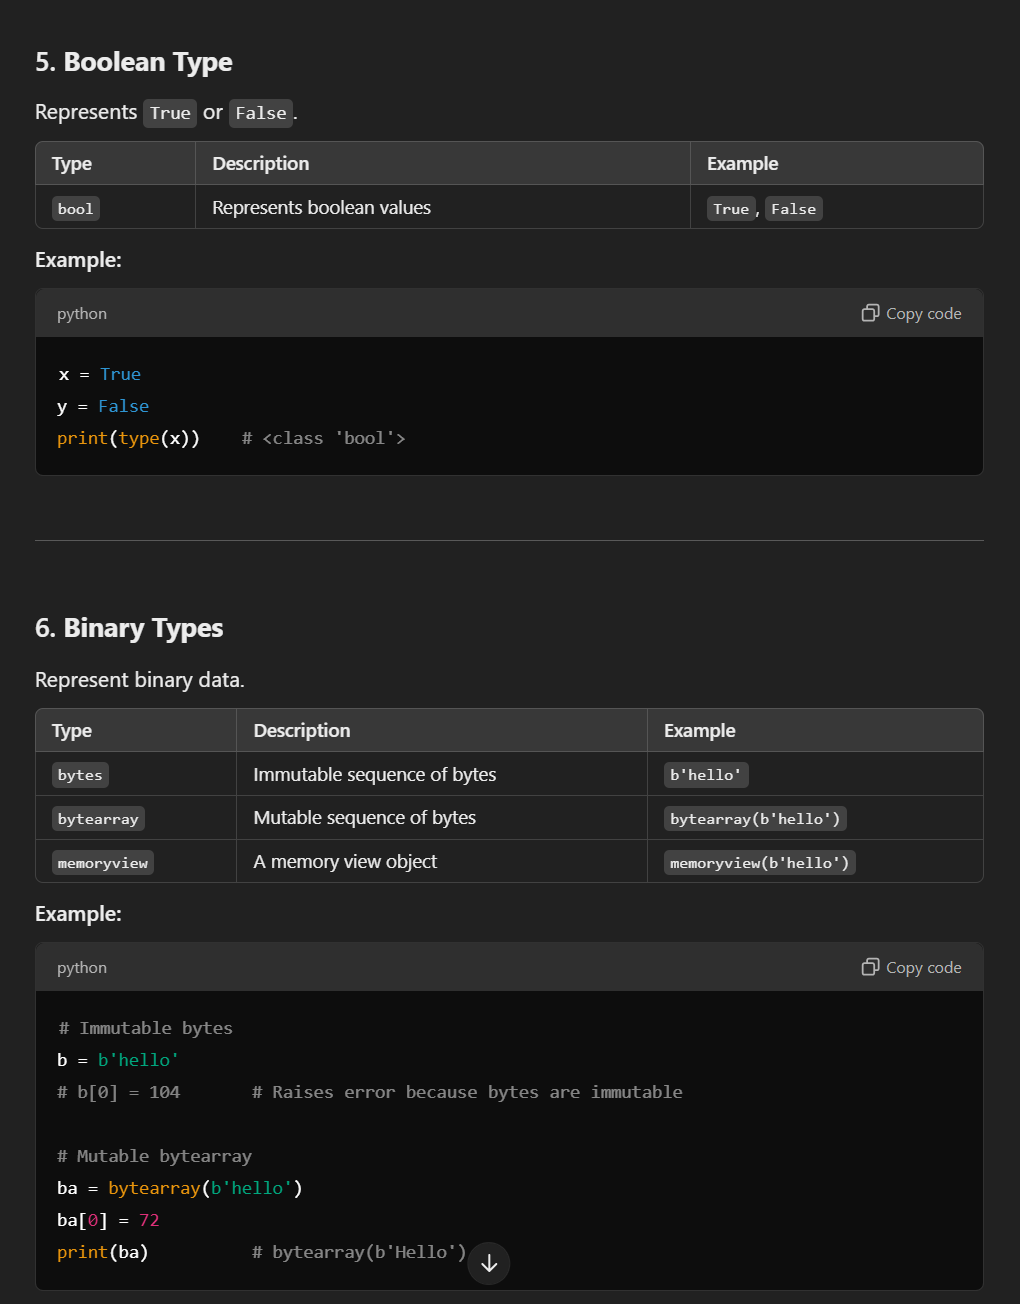 5. Boolean Type
Represents True or False.
Type Description Example
bool Represents boolean values True, False
Example:
python Copy code
x = True
y = False
print(type(x))    # <class 'bool'>
6. Binary Types
Represent binary data.
Type Description Example
bytes Immutable sequence of bytes b'hello'
bytearray Mutable sequence of bytes bytearray(b'hello')
memoryview A memory view object memoryview(b'hello')
Example:
python Copy code
# Immutable bytes
b = b'hello'
# b[0] = 104       # Raises error because bytes are immutable
# Mutable bytearray
ba = bytearray(b'hello')
ba[0] = 72
print(ba)          # bytearray(b'Hello')